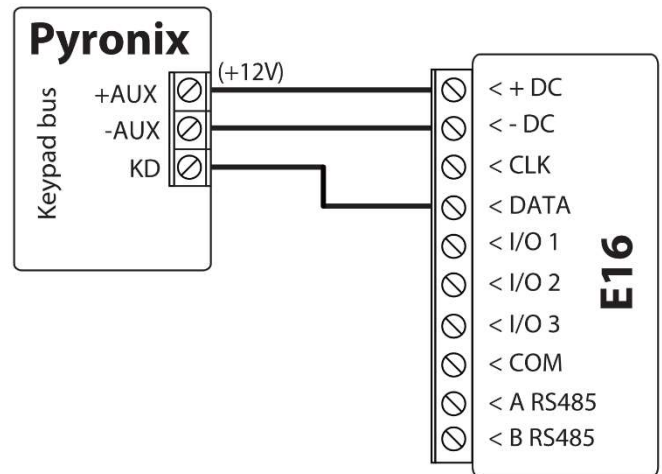 Pyronix
(+12V)
+AUX
-AUX
KD
Keypad bus
< + DC
< - DC
< CLK
< DATA
< I/O 1
< I/O 2
< I/O 3
< COM
< A RS485
< B RS485
E16